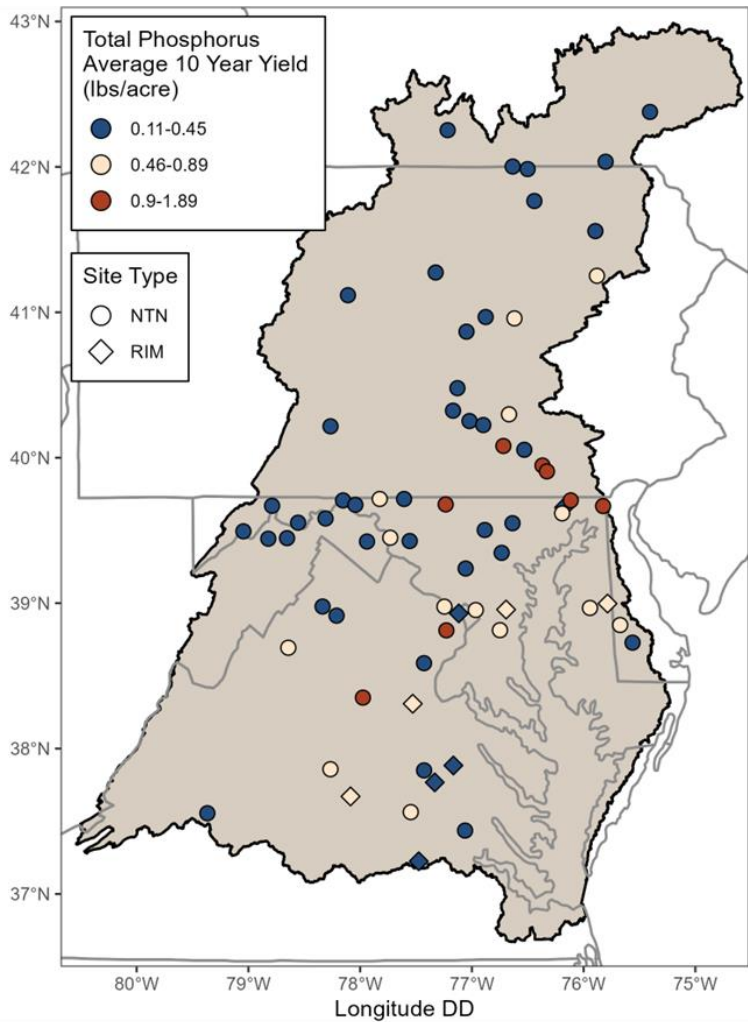 43°N
Total Phosphorus
Average 10 Year Yield
(lbs/acre)
0.11-0.45
0.46-0.89
0.9-1.89
42°N
Site Type
NTN
RIM
41°N
40°N
39°N
38°N
37°N
80°W 79°W 78°W 77°W 76°W 75°W
Longitude DD